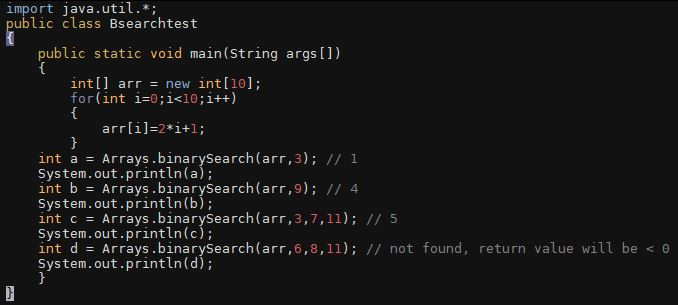 import java.util.*;
public class Bsearchtest
{
    public static void main(String args[])
    {
        int[] arr = new int[10];
        for(int i=0;i<10;i++)
        {
            arr[i]=2*i+1;
        }
    int a = Arrays.binarySearch(arr,3); // 1
    System.out.println(a);
    int b = Arrays.binarySearch(arr,9); // 4
    System.out.println(b);
    int c = Arrays.binarySearch(arr,3,7,11); // 5
    System.out.println(c);
    int d = Arrays.binarySearch(arr,6,8,11); // not found, return value will be < 0
    System.out.println(d);
    }
}